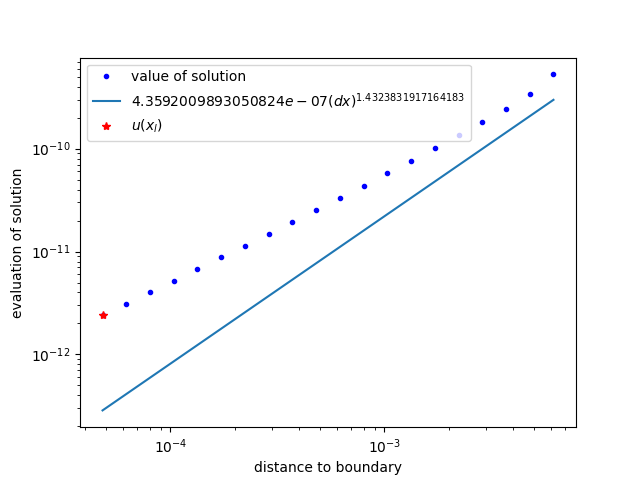 value of solution
4.3592009893050824e − 07(dx)^1.4323831917164183
u(x_l)
10^−10
10^−11
10^−12
evaluation of solution
10^−4
10^−3
distance to boundary